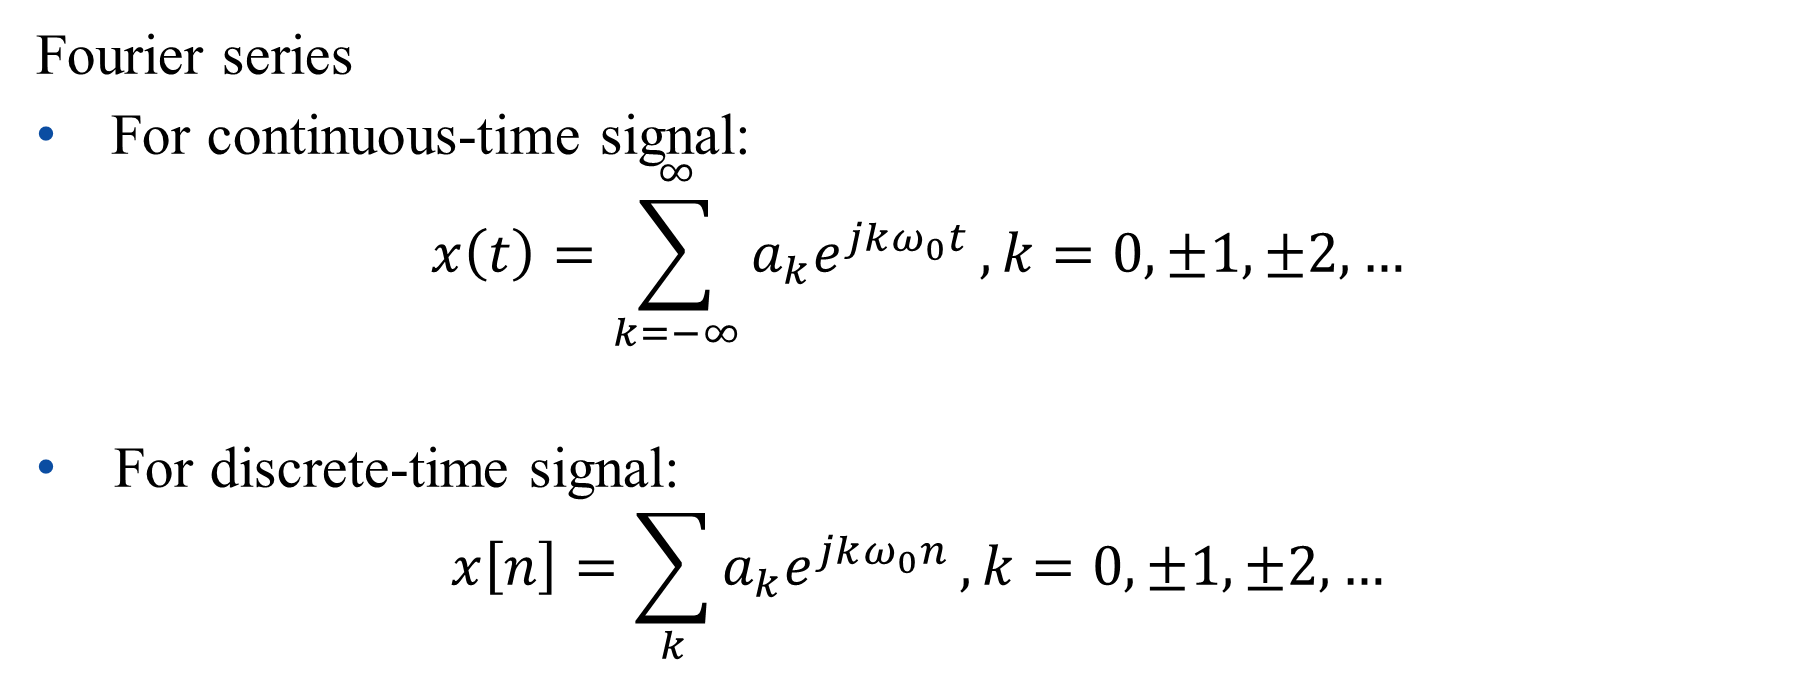 Fourier series
• For continuous-time signal:
x(t) = ∑_{k=−∞}^{∞} a_k e^{jkω_0 t}, k = 0, ±1, ±2, …
• For discrete-time signal:
x[n] = ∑_k a_k e^{jkω_0 n}, k = 0, ±1, ±2, …